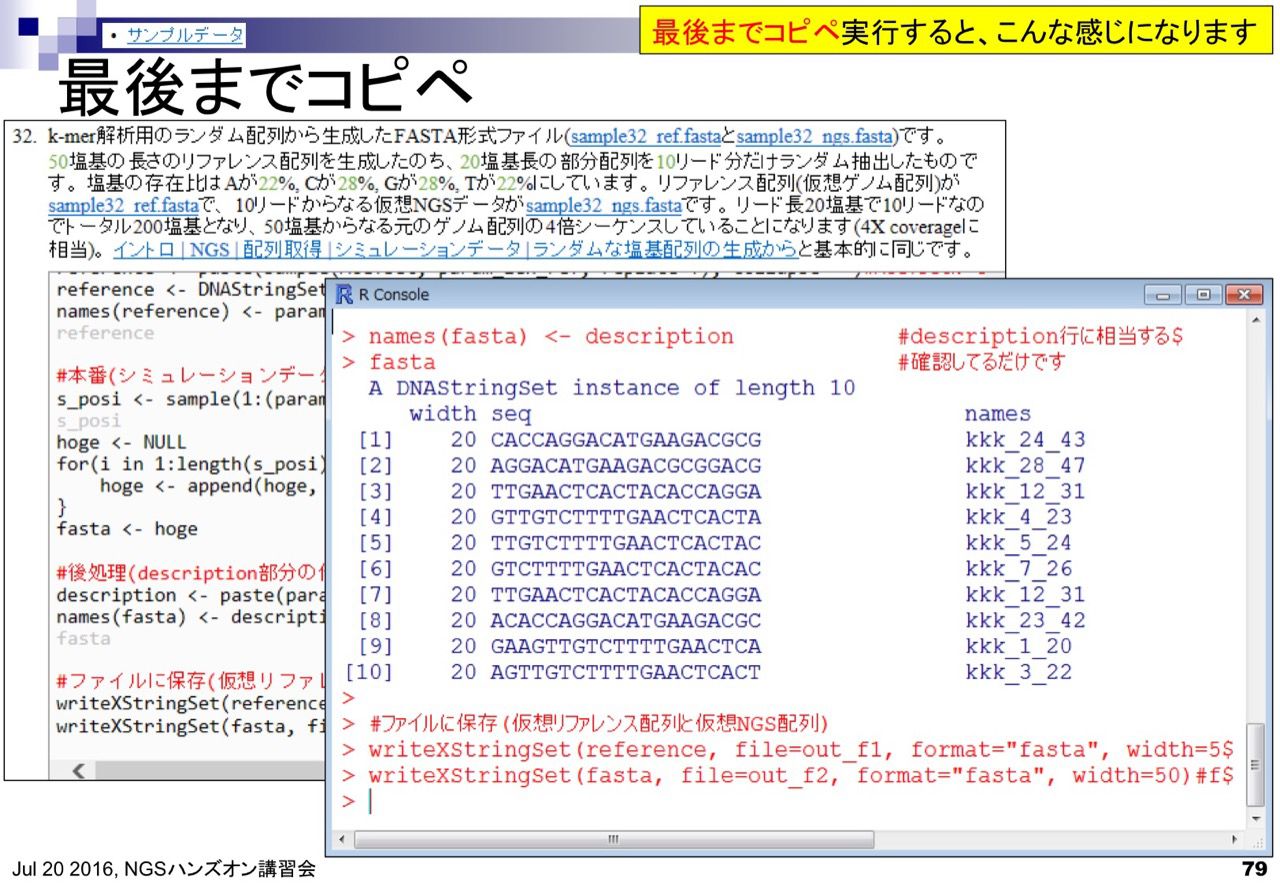 • サンプルデータ
最後までコピペ実行すると、こんな感じになります
最後までコピペ
32. k-mer解析用のランダム配列から生成したFASTA形式ファイル(sample32_ref.fastaとsample32_ngs.fasta)です。
50塩基の長さのリファレンス配列を生成したのち、20塩基長の部分配列を10リード分だけランダム抽出したもので
す。塩基の存在比はAが22%, Cが28%, Gが28%, Tが22%にしています。リファレンス配列(仮想ゲノム配列)が
sample32_ref.fastaで、10リードからなる仮想NGSデータがsample32_ngs.fastaです。リード長20塩基で10リードなの
でトータル200塩基となり、50塩基からなる元のゲノム配列の4倍シーケンスしていることになります(4X coverageに
相当)。イントロ | NGS | 配列取得 | シミュレーションデータ | ランダムな塩基配列の生成からと基本的に同じです。
reference <- DNAStringSet
names(reference) <- param
reference
#本番(シミュレーションデー
s_posi <- sample(1:(param
s_posi
hoge <- NULL
for(i in 1:length(s_posi)
hoge <- append(hoge,
}
fasta <- hoge
#後処理(description部分の
description <- paste(para
names(fasta) <- descripti
fasta
#ファイルに保存(仮想リファレ
writeXStringSet(reference
writeXStringSet(fasta, fi
R Console
> names(fasta) <- description #description行に相当する$
> fasta #確認してるだけです
A DNAStringSet instance of length 10
width seq names
[1] 20 CACCAGGACATGAAGACGCG kkk_24_43
[2] 20 AGGACATGAAGACGCGGACG kkk_28_47
[3] 20 TTGAACTCACTACACCAGGA kkk_12_31
[4] 20 GTTGTCTTTTGAACTCACTA kkk_4_23
[5] 20 TTGTCTTTTGAACTCACTAC kkk_5_24
[6] 20 GTCTTTTGAACTCACTACAC kkk_7_26
[7] 20 TTGAACTCACTACACCAGGA kkk_12_31
[8] 20 ACACCAGGACATGAAGACGC kkk_23_42
[9] 20 GAAGTTGTCTTTTGAACTCA kkk_1_20
[10] 20 AGTTGTCTTTTGAACTCACT kkk_3_22
>
> #ファイルに保存(仮想リファレンス配列と仮想NGS配列)
> writeXStringSet(reference, file=out_f1, format="fasta", width=5$
> writeXStringSet(fasta, file=out_f2, format="fasta", width=50)#f$
>
Jul 20 2016, NGSハンズオン講習会
79